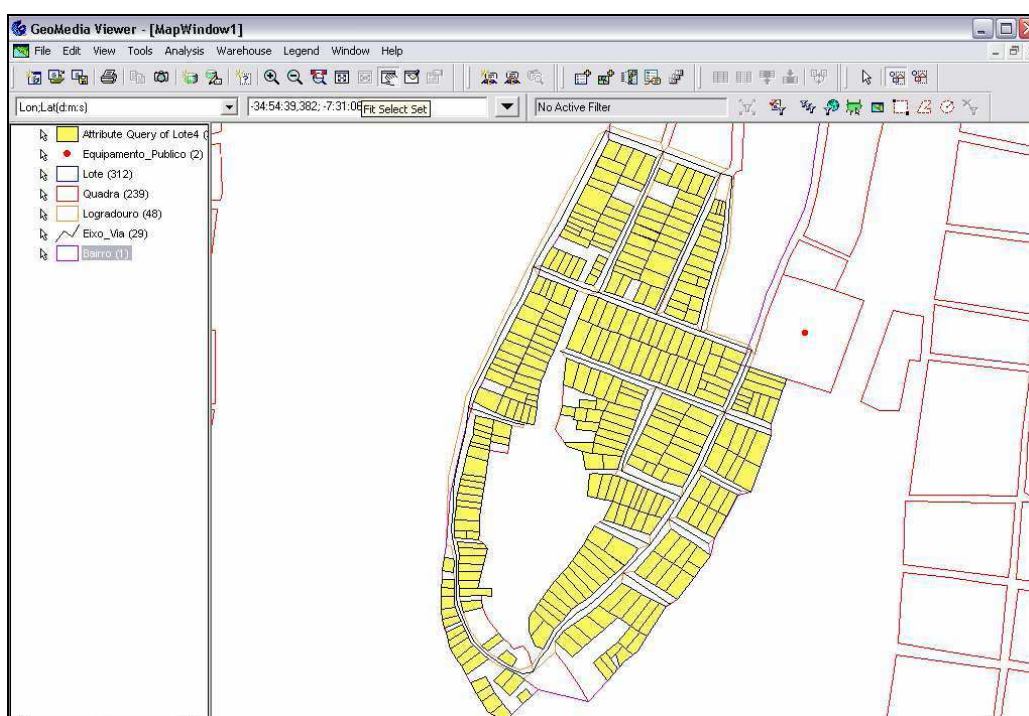 GeoMedia Viewer - [MapWindow1]
File Edit View Tools Analysis Warehouse Legend Window Help
Lon;Lat(d:m:s) -34:54:39,382; -7:31:06 Fit Select Set No Active Filter
Attribute Query of Lote4 (
Equipamento_Publico (2)
Lote (312)
Quadra (239)
Logradouro (48)
Eixo_Via (29)
Bairro (1)